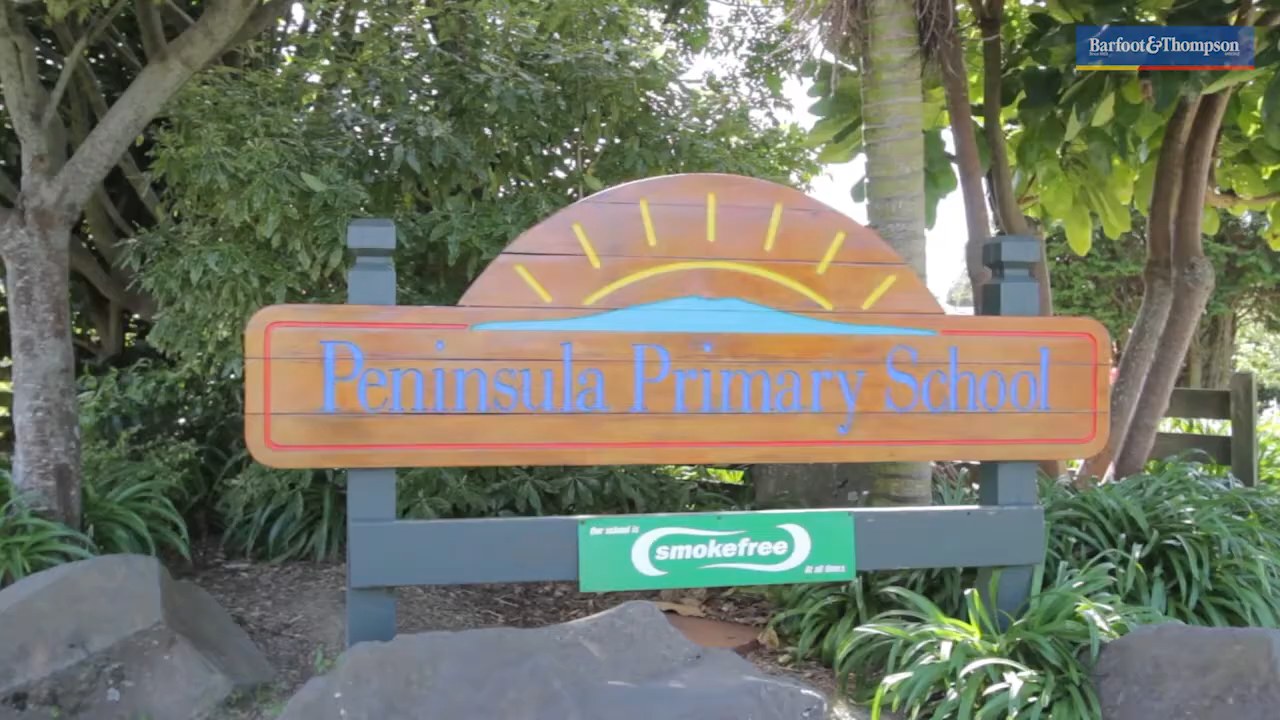 Barfoot&Thompson
Peninsula Primary School
Our school is
smokefree
At all times